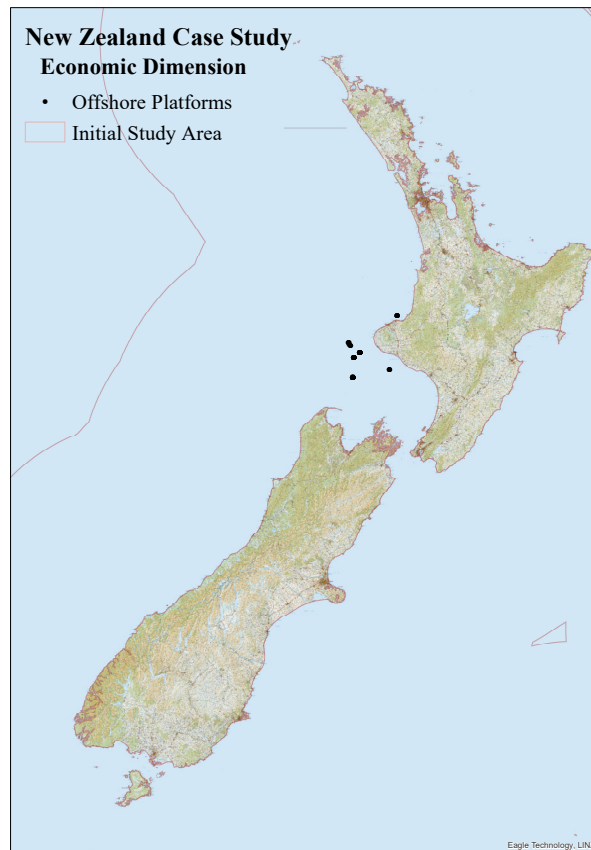 New Zealand Case Study
Economic Dimension
Offshore Platforms
Initial Study Area
Eagle Technology, LIN